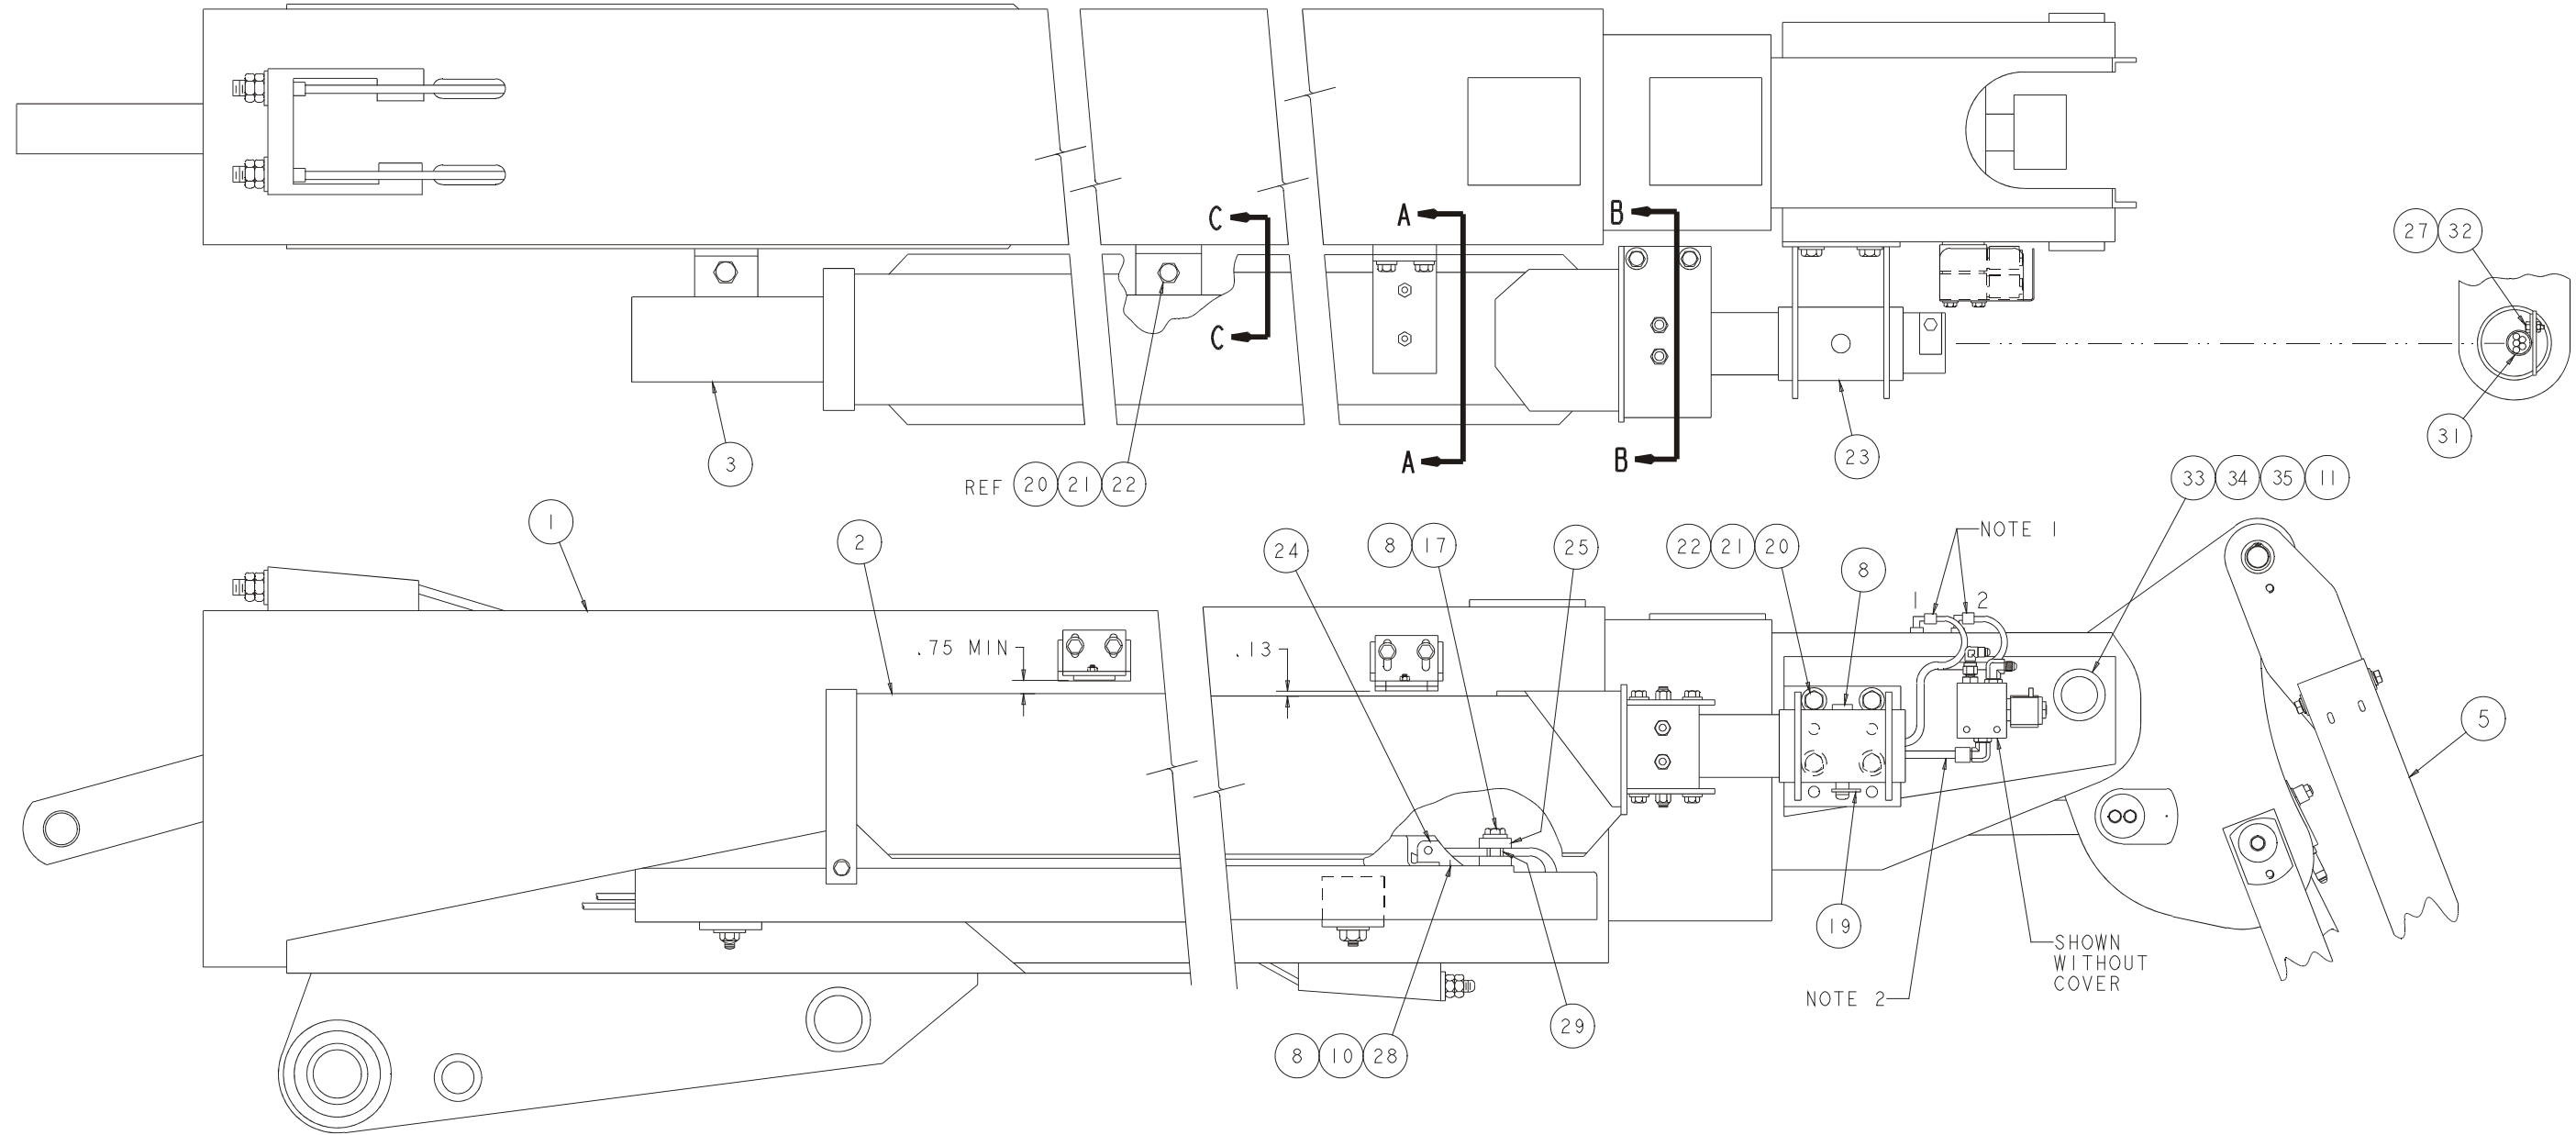 C A B
27 32
C
31
A B 23
3
REF 20 21 22
33 34 35 11
1 2 24 8 17 25 22 21 20 8 NOTE 1
1 2
.75 MIN .13
5
19
SHOWN
WITHOUT
COVER
NOTE 2
29
8 10 28